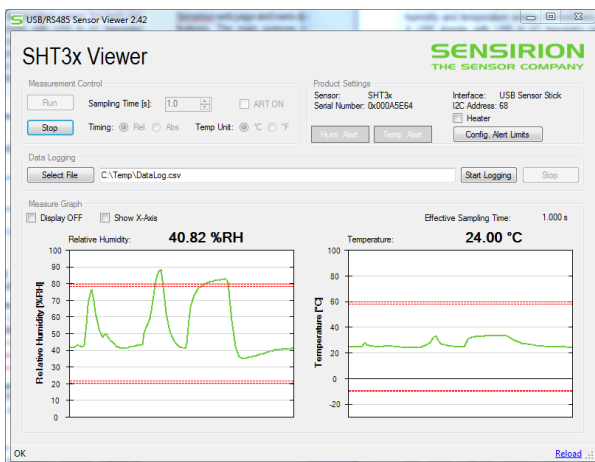 USB/RS485 Sensor Viewer 2.42
SHT3x Viewer
SENSIRION
THE SENSOR COMPANY
Measurement Control
Run
Sampling Time [s]: 1.0
ART ON
Stop
Timing: Rel Abs Temp Unit: °C °F
Product Settings
Sensor: SHT3x
Serial Number: 0x000A5E64
Interface: USB Sensor Stick
I2C Address: 68
Heater
Hum. Alert
Temp. Alert
Config. Alert Limits
Data Logging
Select File
C:\Temp\DataLog.csv
Start Logging
Stop
Measure Graph
Display OFF
Show X-Axis
Effective Sampling Time: 1.000 s
Relative Humidity: 40.82 %RH
100
90
80
70
60
50
40
30
20
10
0
Relative Humidity [%RH]
Temperature: 24.00 °C
100
80
60
40
20
0
-20
Temperature [°C]
OK
Reload